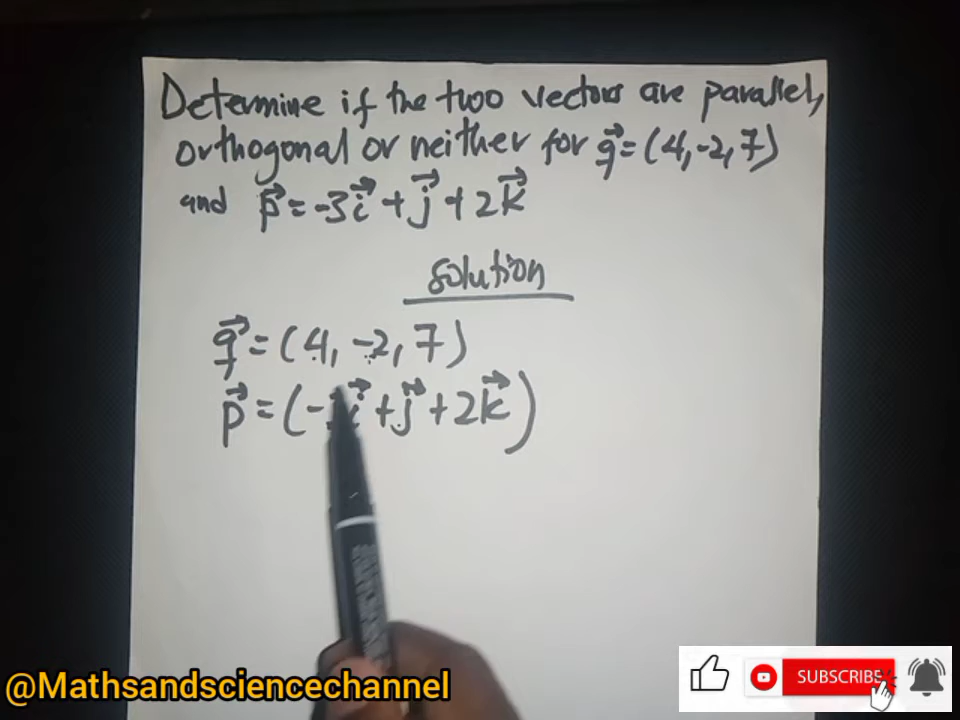 Determine if the two vectors are parallel,
orthogonal or neither for q⃗ = (4, -2, 7)
and p⃗ = -3i⃗ + j⃗ + 2k⃗
Solution
q⃗ = (4, -2, 7)
p⃗ = (-3i⃗ + j⃗ + 2k⃗)
@Mathsandsciencechannel
SUBSCRIBE